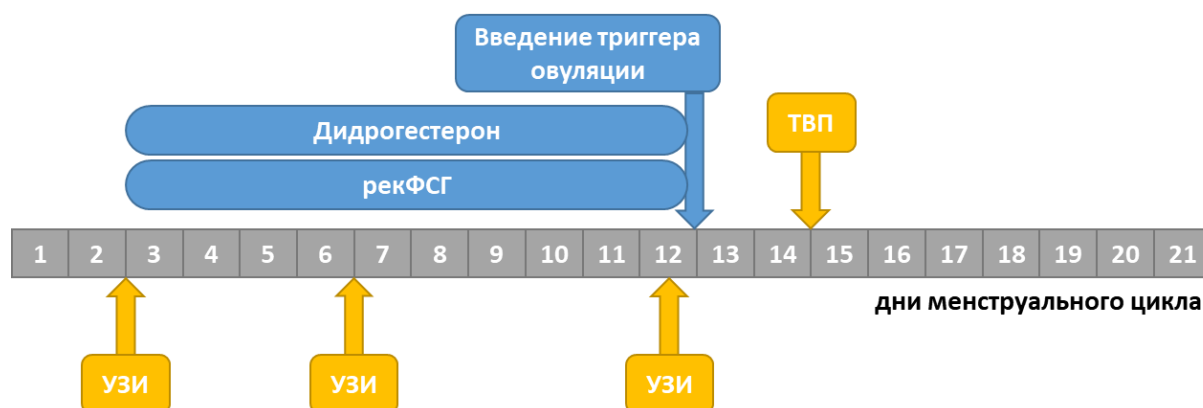 Введение триггера
овуляции
Дидрогестерон
ТВП
рекФСГ
1 2 3 4 5 6 7 8 9 10 11 12 13 14 15 16 17 18 19 20 21
дни менструального цикла
УЗИ УЗИ УЗИ